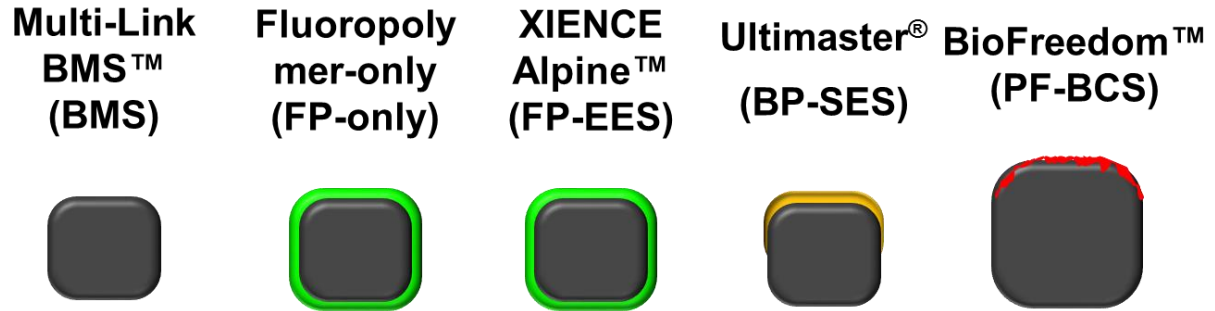 Multi-Link
BMS™
(BMS)
Fluoropoly
mer-only
(FP-only)
XIENCE
Alpine™
(FP-EES)
Ultimaster®
(BP-SES)
BioFreedom™
(PF-BCS)